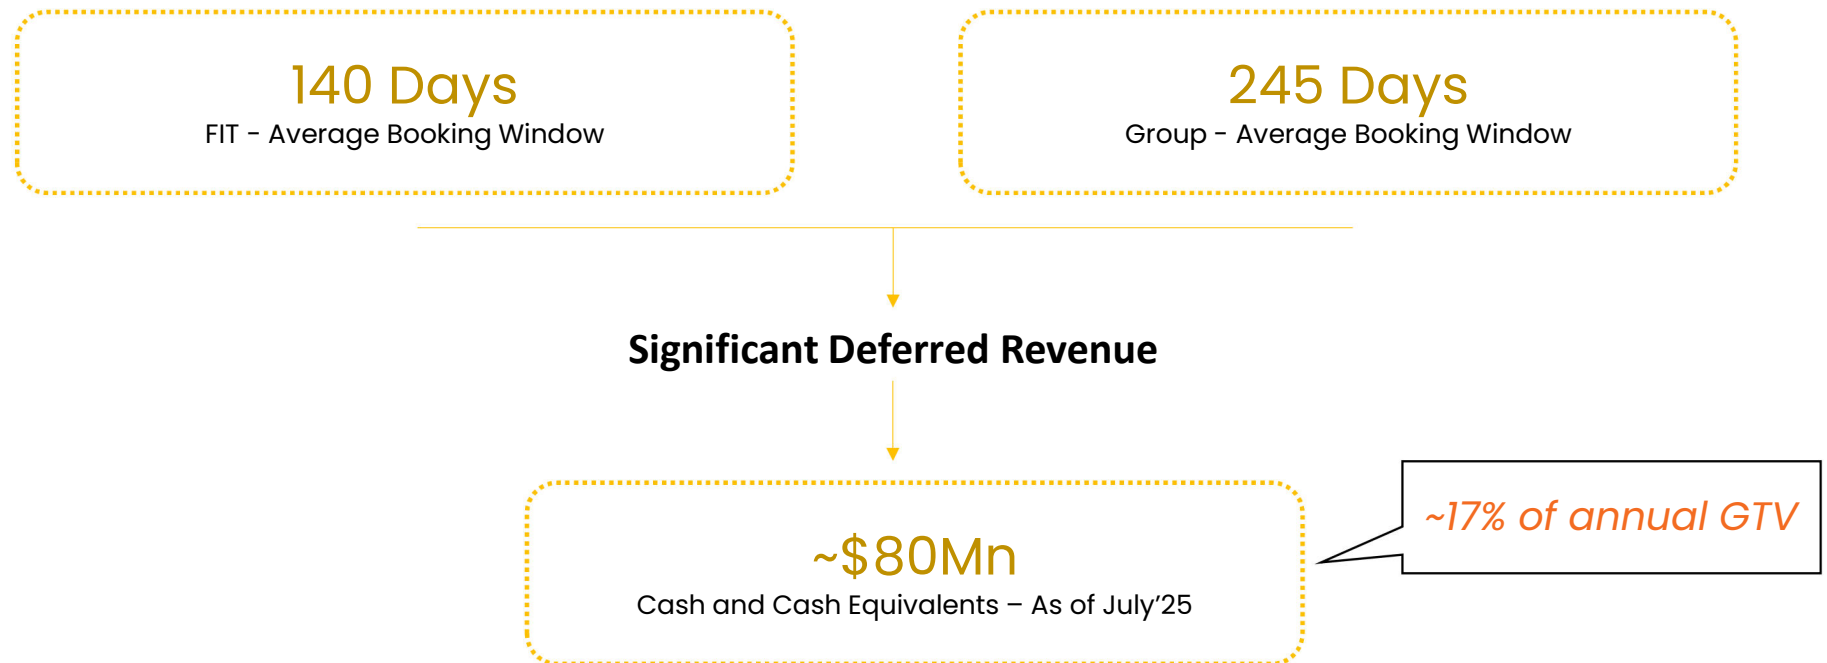 140 Days
FIT - Average Booking Window
245 Days
Group - Average Booking Window
Significant Deferred Revenue
~$80Mn
Cash and Cash Equivalents – As of July’25
~17% of annual GTV